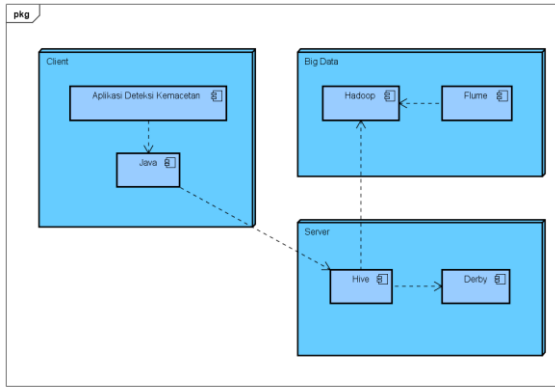 pkg
Client
Aplikasi Deteksi Kemacetan
Java
Big Data
Hadoop
Flume
Server
Hive
Derby